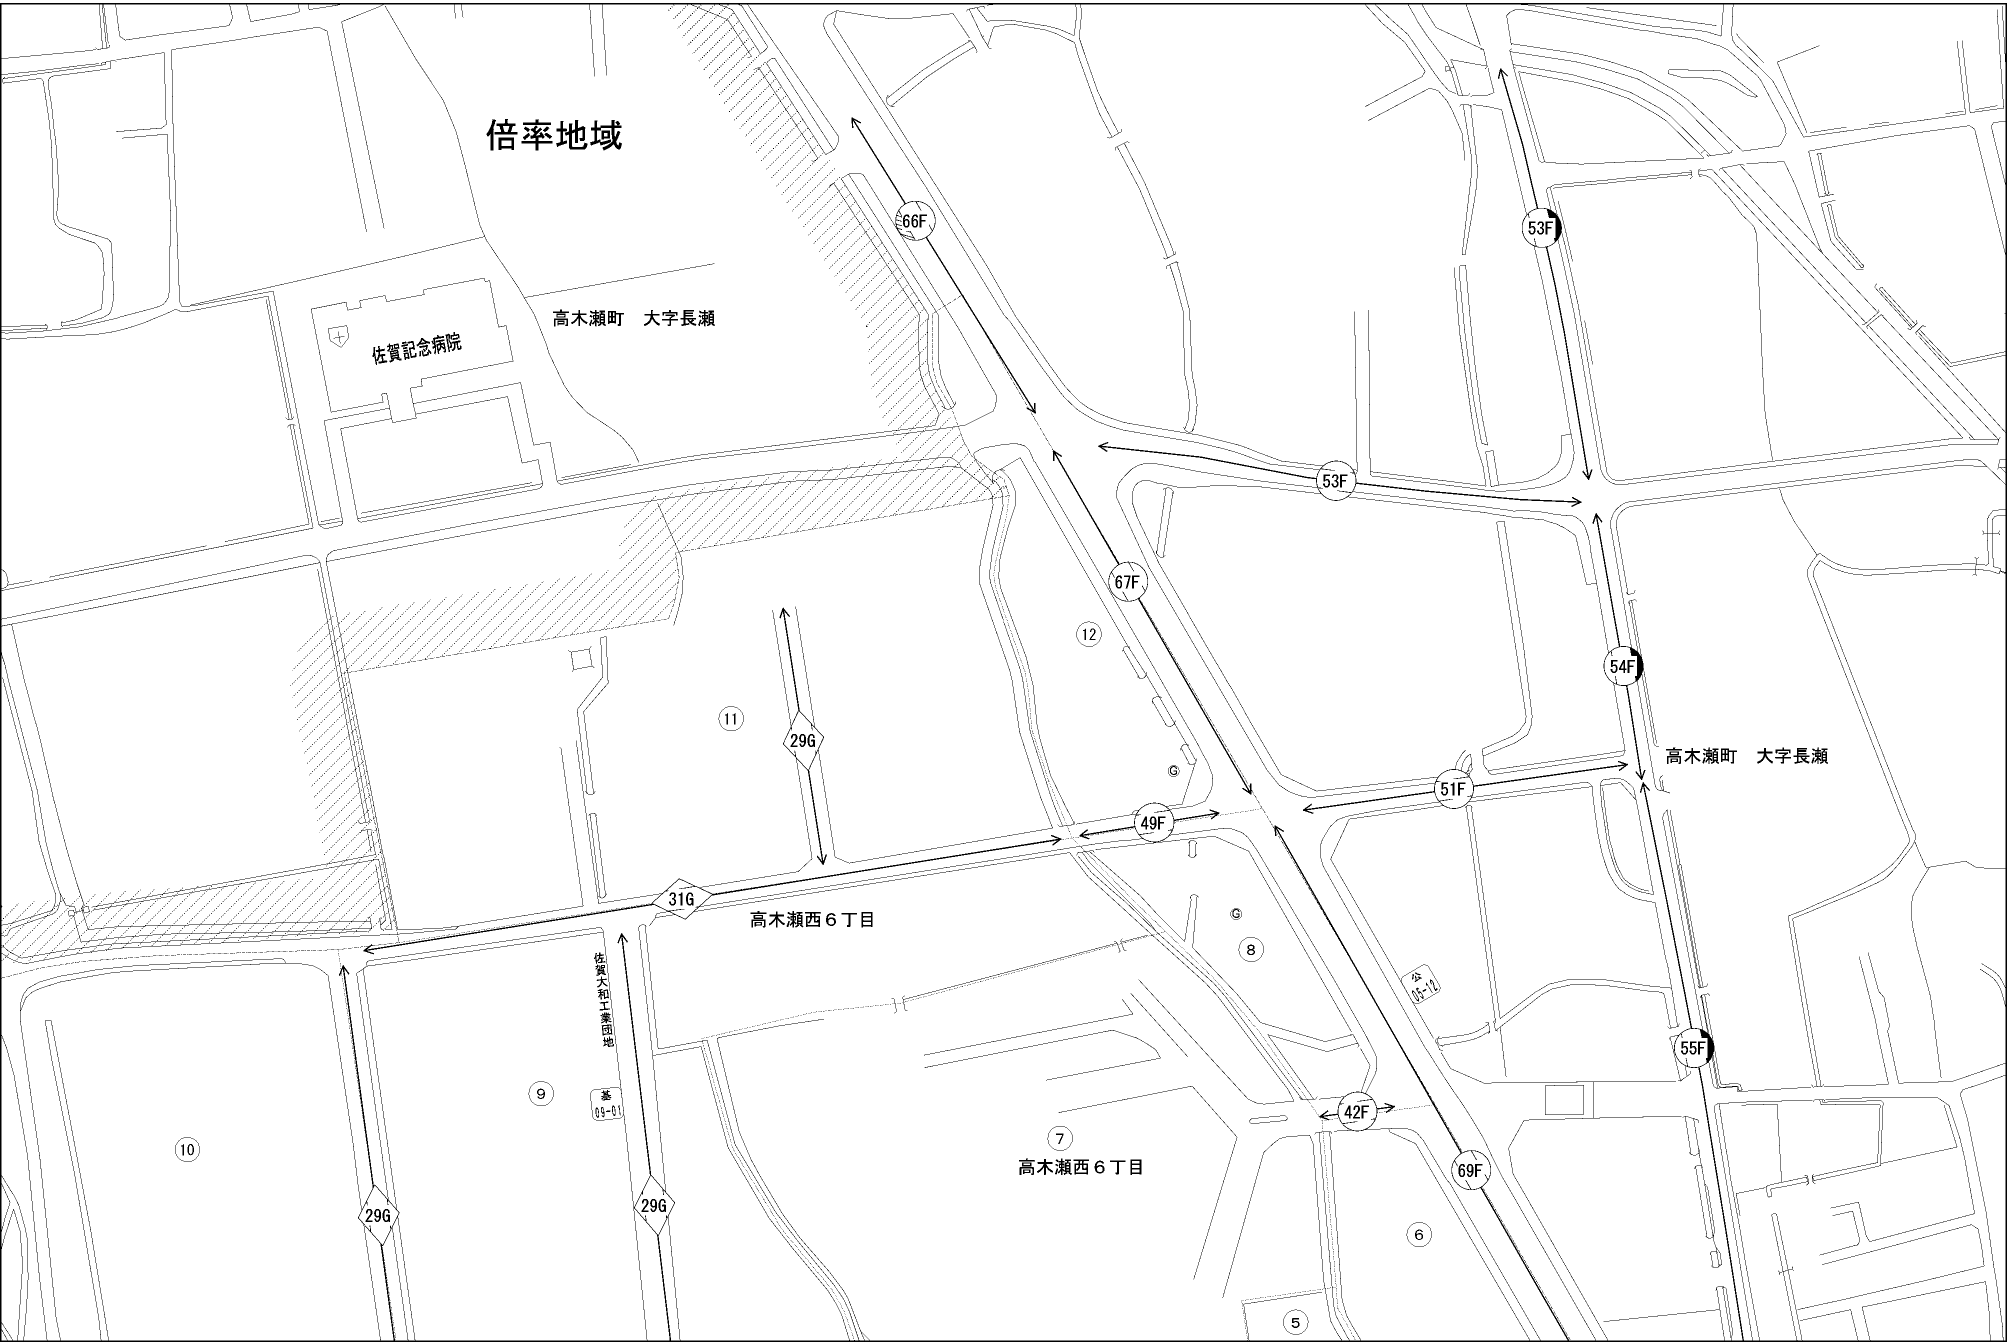 倍率地域
66F
53F
高木瀬町　大字長瀬
佐賀記念病院
53F
67F
12
54F
11
29G
高木瀬町　大字長瀬
G
51F
49F
31G
高木瀬西６丁目
G
8
佐賀大和工業団地
公
05-12
55F
9
基
09-01
42F
10
7
高木瀬西６丁目
69F
29G
29G
6
5